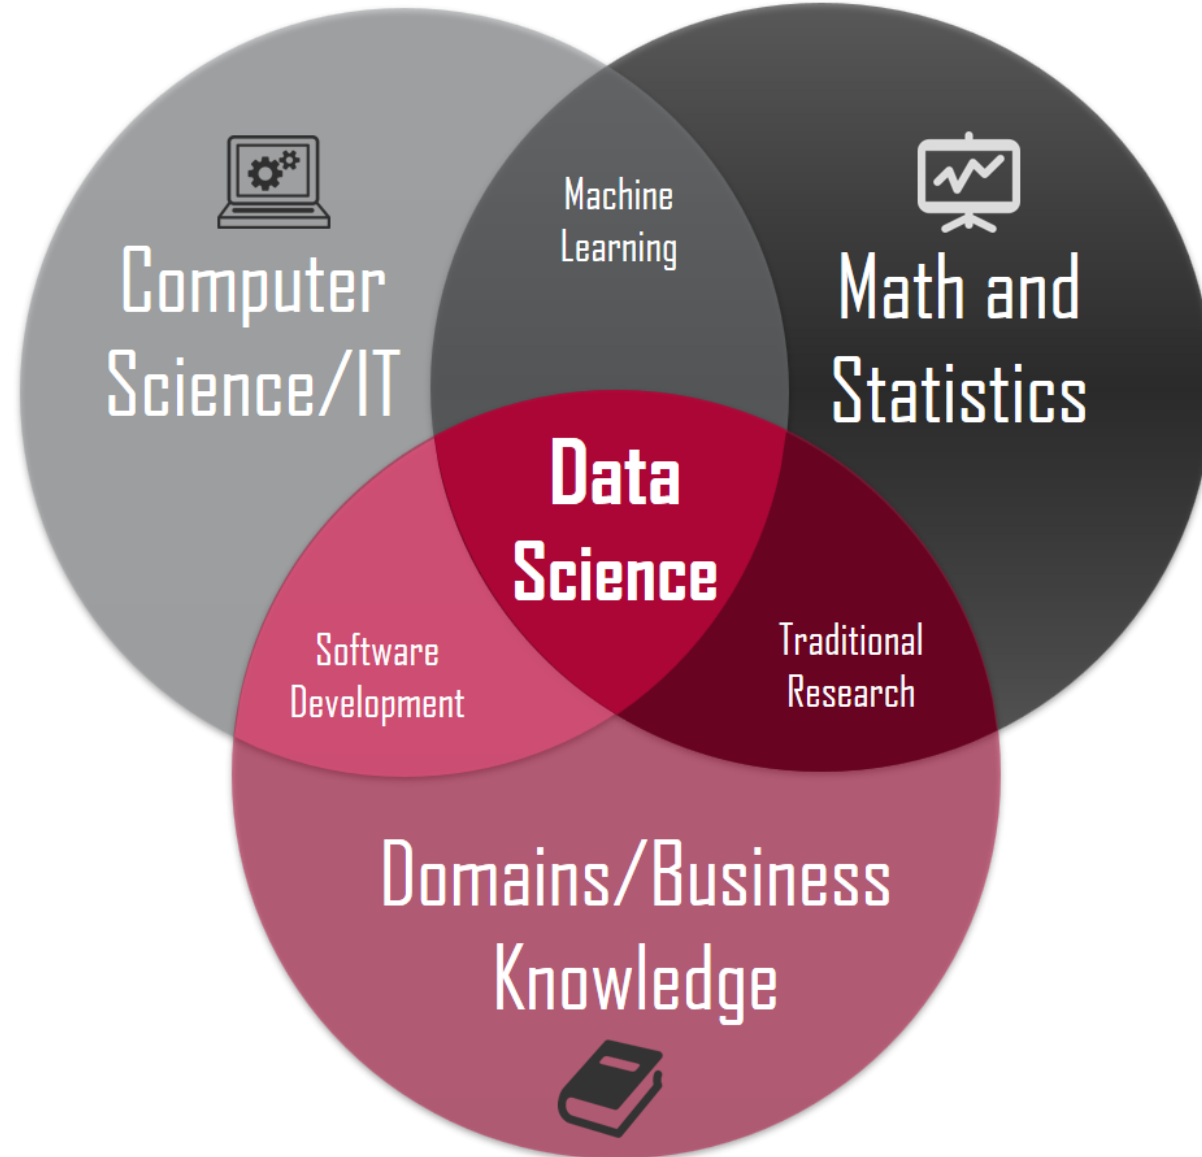 Machine
Learning
Computer
Science/IT
Math and
Statistics
Data
Science
Software
Development
Traditional
Research
Domains/Business
Knowledge